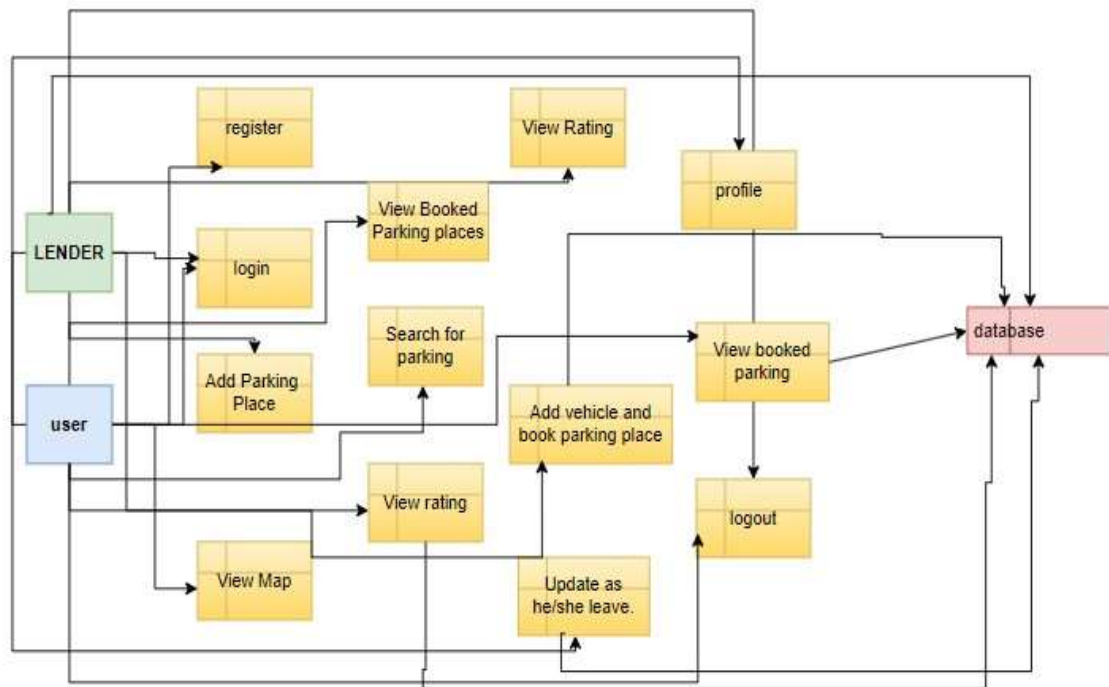 register
View Rating
profile
View Booked
Parking places
LENDER
login
Search for
parking
database
View booked
parking
Add Parking
Place
user
Add vehicle and
book parking place
View rating
logout
View Map
Update as
he/she leave.